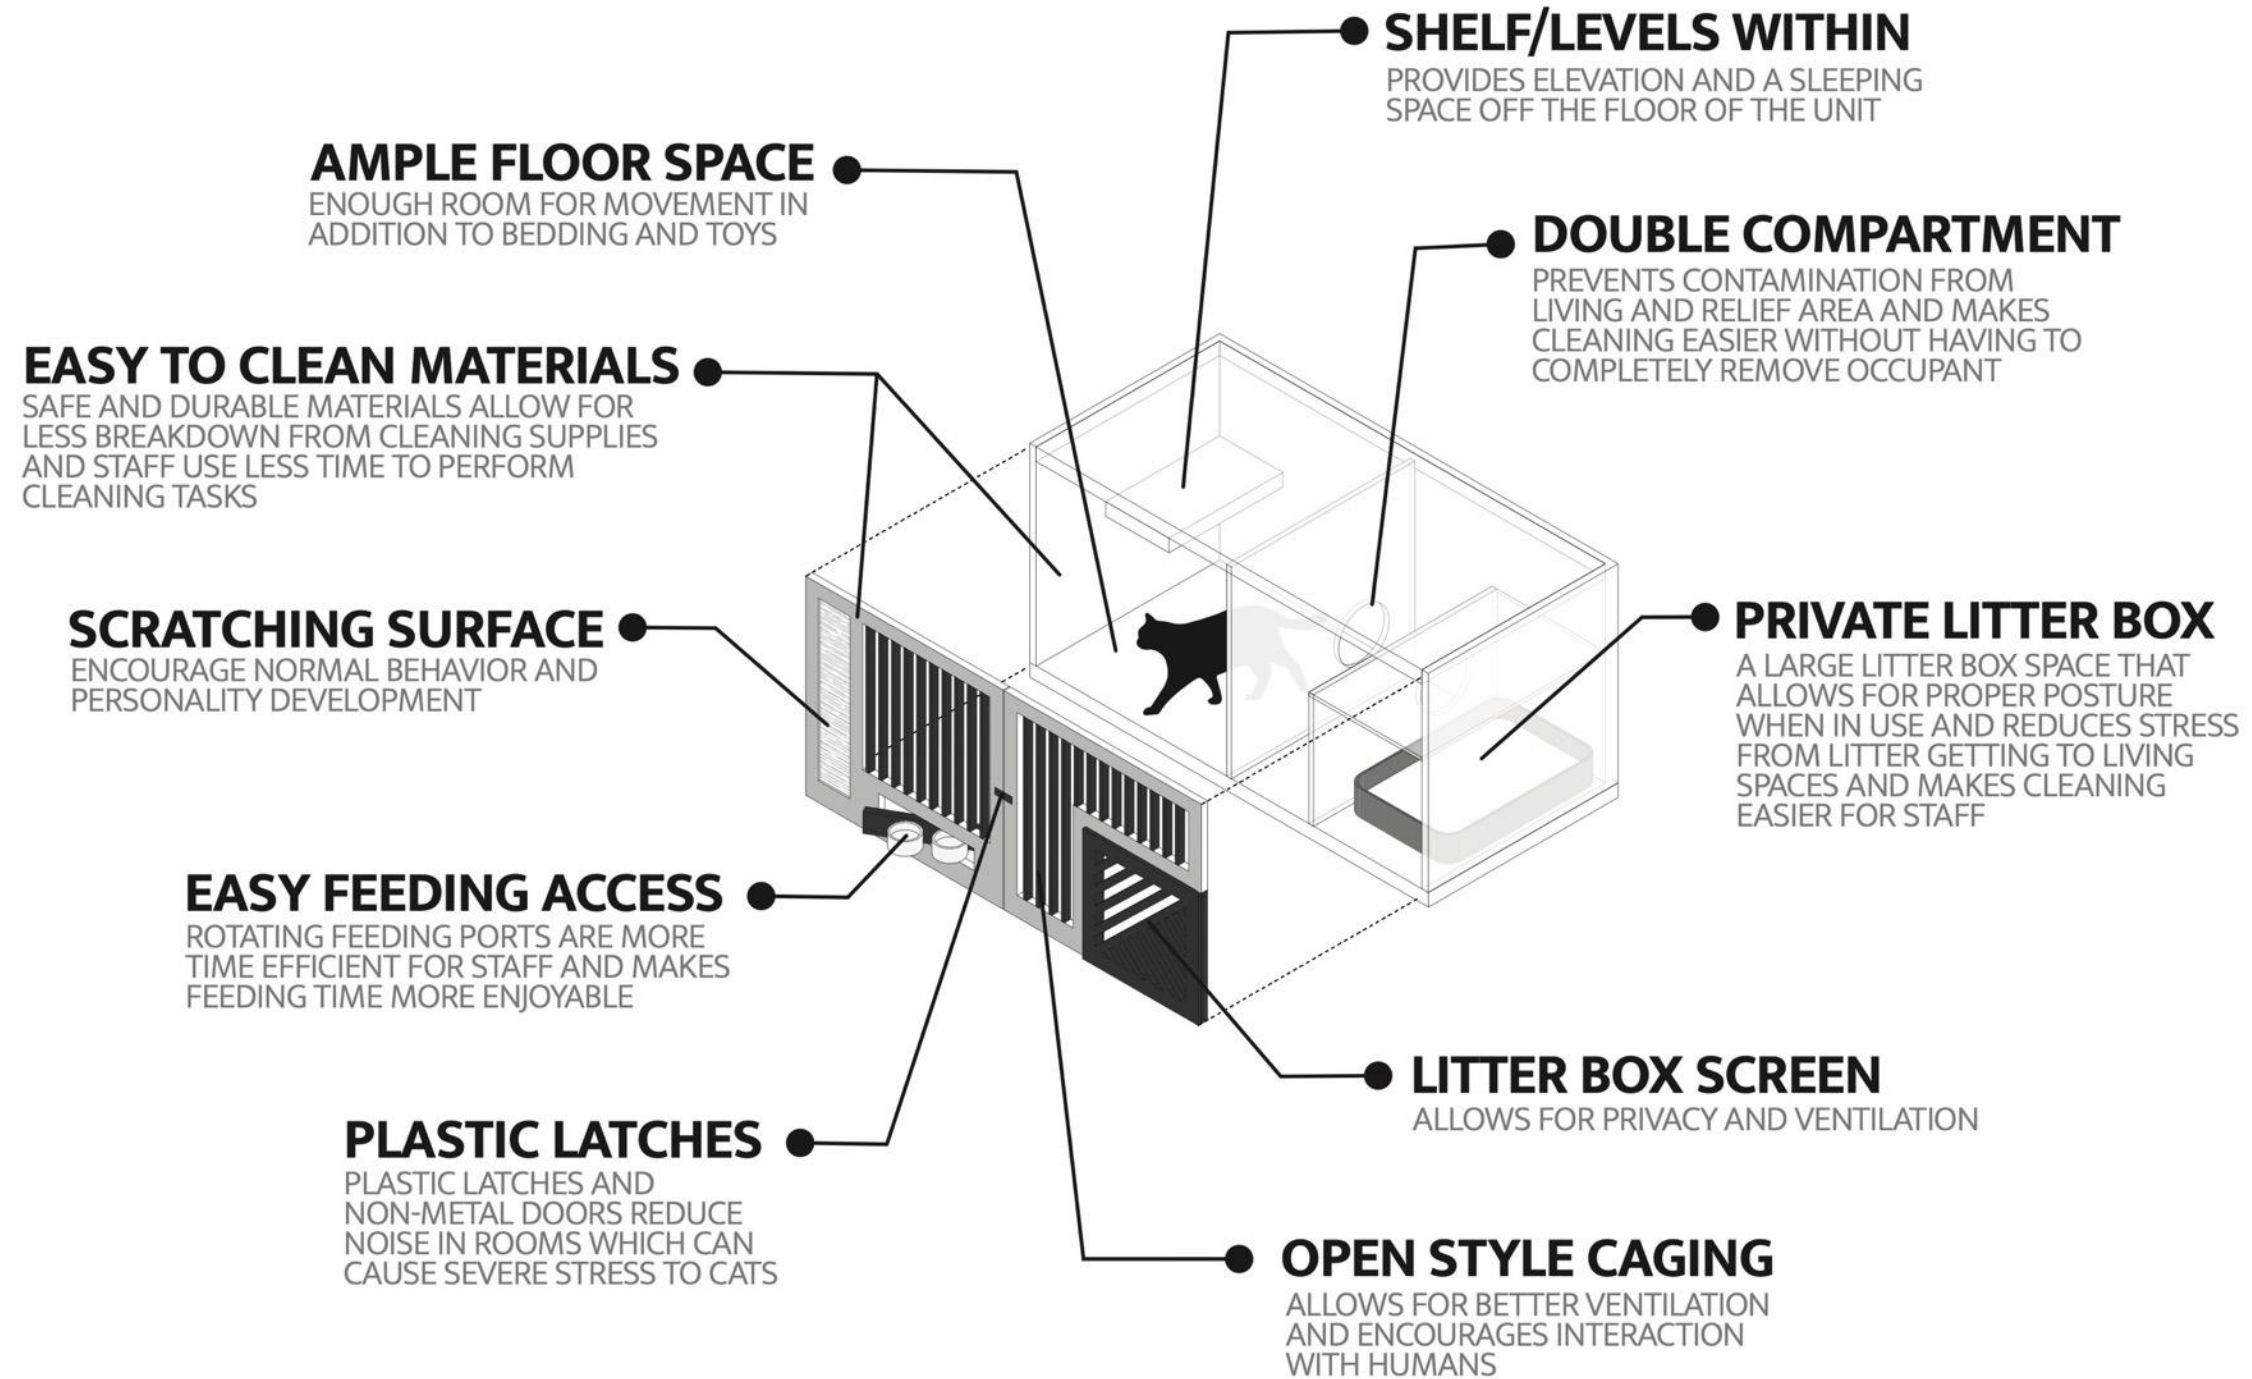 SHELF/LEVELS WITHIN
PROVIDES ELEVATION AND A SLEEPING
SPACE OFF THE FLOOR OF THE UNIT
AMPLE FLOOR SPACE
ENOUGH ROOM FOR MOVEMENT IN
ADDITION TO BEDDING AND TOYS
DOUBLE COMPARTMENT
PREVENTS CONTAMINATION FROM
LIVING AND RELIEF AREA AND MAKES
CLEANING EASIER WITHOUT HAVING TO
COMPLETELY REMOVE OCCUPANT
EASY TO CLEAN MATERIALS
SAFE AND DURABLE MATERIALS ALLOW FOR
LESS BREAKDOWN FROM CLEANING SUPPLIES
AND STAFF USE LESS TIME TO PERFORM
CLEANING TASKS
SCRATCHING SURFACE
ENCOURAGE NORMAL BEHAVIOR AND
PERSONALITY DEVELOPMENT
PRIVATE LITTER BOX
A LARGE LITTER BOX SPACE THAT
ALLOWS FOR PROPER POSTURE
WHEN IN USE AND REDUCES STRESS
FROM LITTER GETTING TO LIVING
SPACES AND MAKES CLEANING
EASIER FOR STAFF
EASY FEEDING ACCESS
ROTATING FEEDING PORTS ARE MORE
TIME EFFICIENT FOR STAFF AND MAKES
FEEDING TIME MORE ENJOYABLE
LITTER BOX SCREEN
ALLOWS FOR PRIVACY AND VENTILATION
PLASTIC LATCHES
PLASTIC LATCHES AND
NON-METAL DOORS REDUCE
NOISE IN ROOMS WHICH CAN
CAUSE SEVERE STRESS TO CATS
OPEN STYLE CAGING
ALLOWS FOR BETTER VENTILATION
AND ENCOURAGES INTERACTION
WITH HUMANS